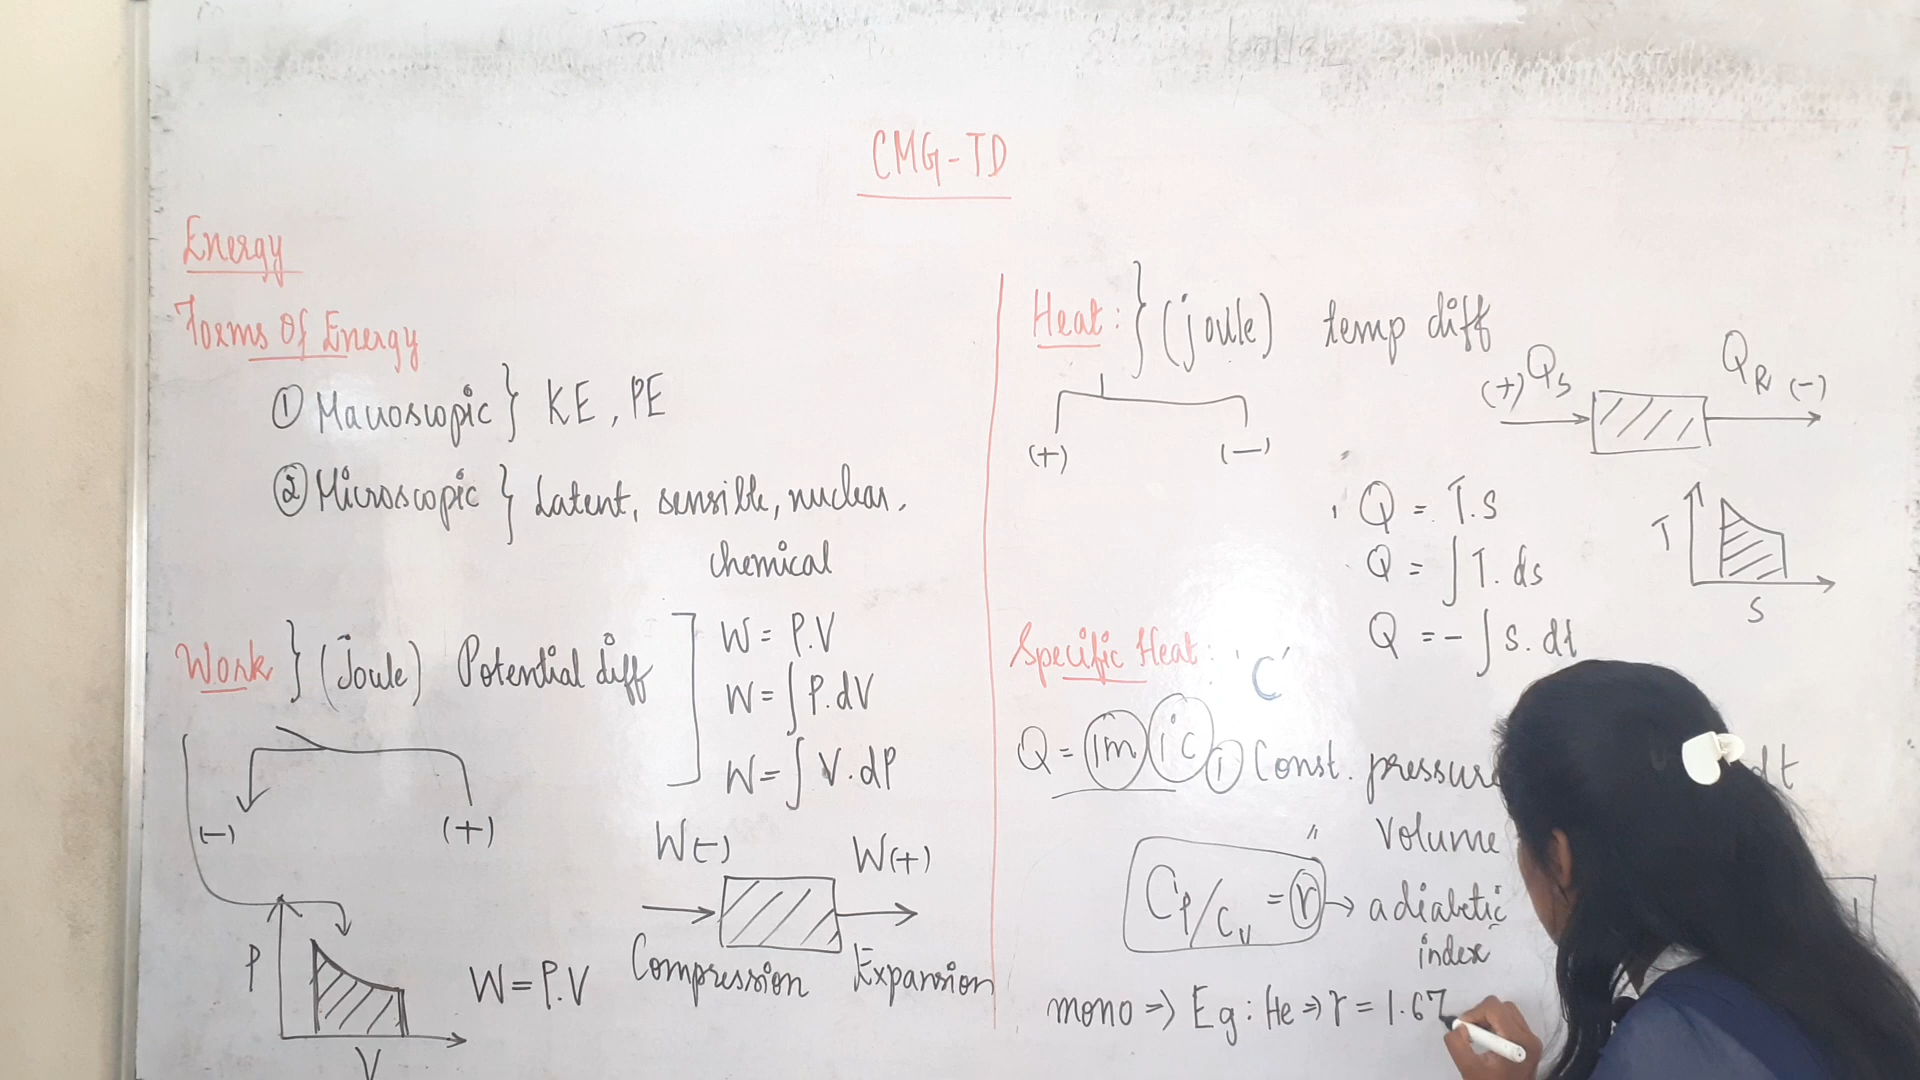 CMG-TD
Energy
Forms Of Energy
① Macroscopic } KE, PE
② Microscopic } Latent, sensible, nuclear,
chemical
Work } (joule) Potential diff
W = P.V
W = ∫ P.dV
W = ∫ V.dP
(-) (+)
W(-) W(+)
Compression Expansion
P
V
W = P.V
Heat: } (joule) temp diff
(+) (-)
(+) Qs QR (-)
Q = T.S
Q = ∫ T.ds
Q = - ∫ s.dt
T
S
Specific Heat: 'C'
① Const. pressure
" Volume
Cp/Cv = γ → adiabetic
index
mono => Eg: He => γ = 1.67